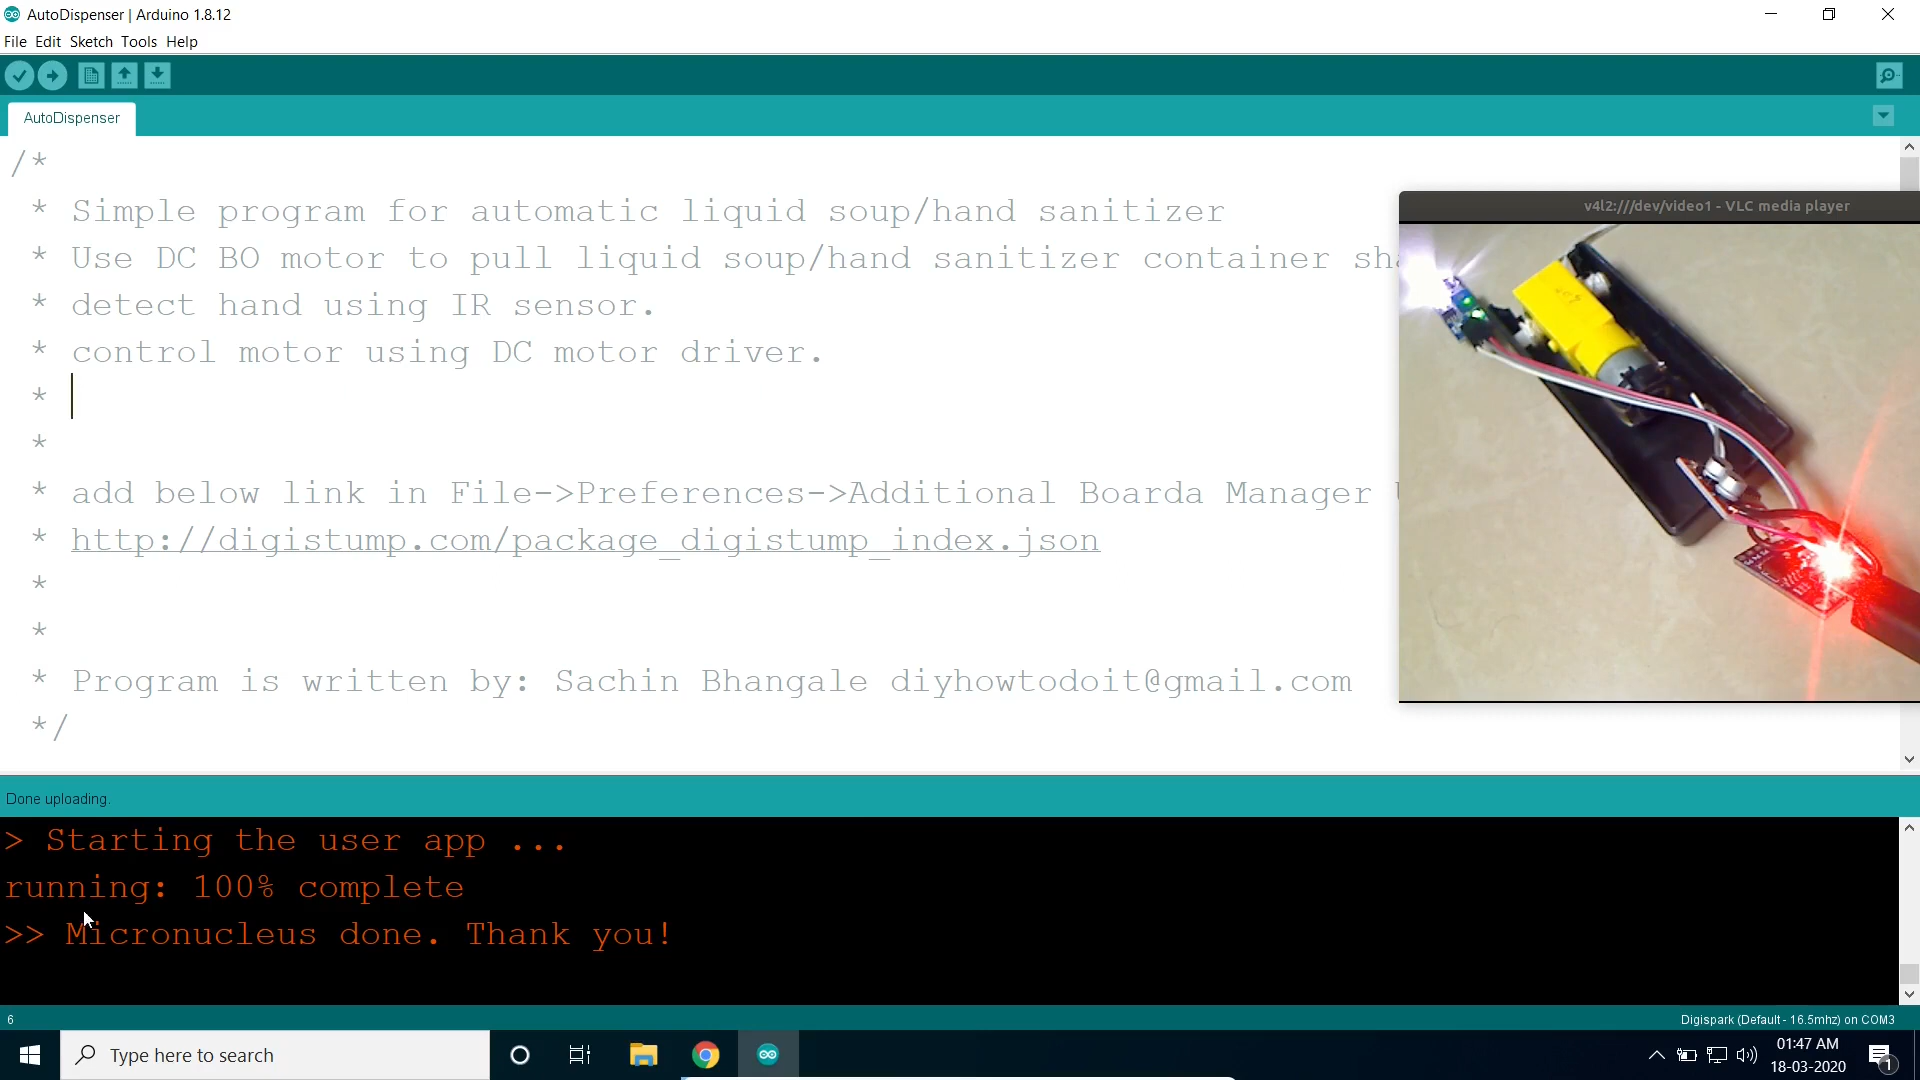 AutoDispenser | Arduino 1.8.12
File Edit Sketch Tools Help
AutoDispenser
/*
* Simple program for automatic liquid soup/hand sanitizer
* Use DC BO motor to pull liquid soup/hand sanitizer container
* detect hand using IR sensor.
* control motor using DC motor driver.
*
*
* add below link in File->Preferences->Additional Boarda Manager
* http://digistump.com/package_digistump_index.json
*
*
* Program is written by: Sachin Bhangale diyhowtodoit@gmail.com
*/
v4l2:///dev/video1 - VLC media player
Done uploading.
> Starting the user app ...
running: 100% complete
>> Micronucleus done. Thank you!
6
Digispark (Default - 16.5mhz) on COM3
Type here to search
01:47 AM
18-03-2020
1